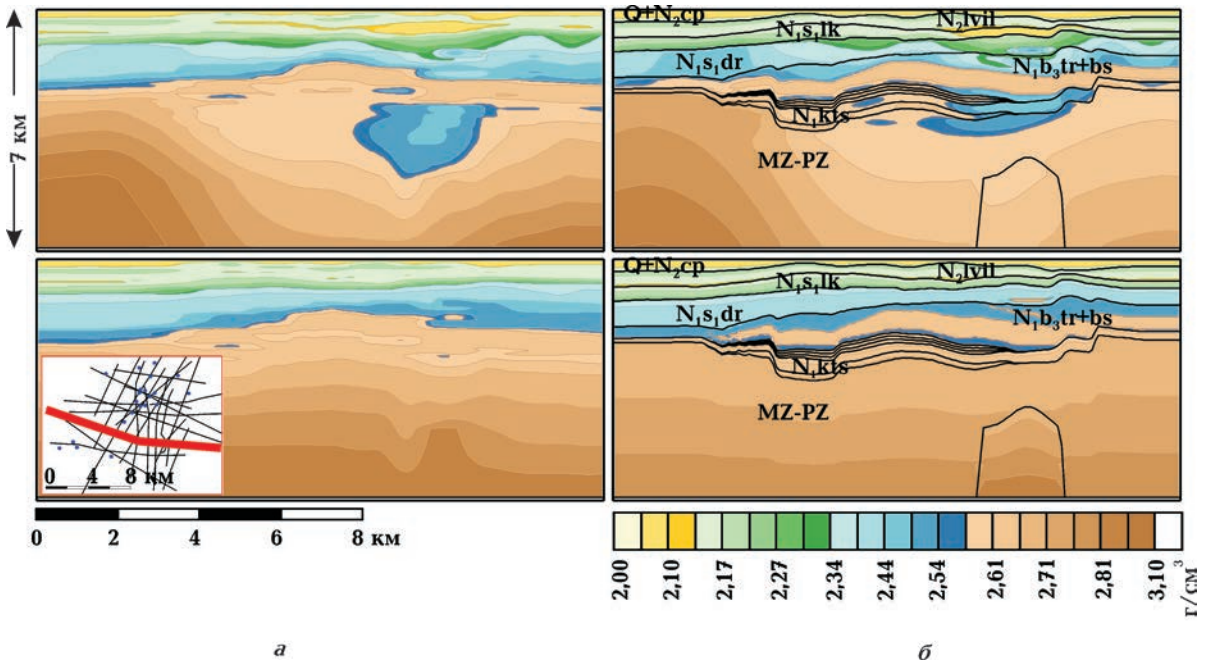 7 км
Q+N₂cp
N₁s₁lk
N₂lvil
N₁s₁dr
N₁b₃tr+bs
N₁kts
MZ-PZ
Q+N₂cp
N₁s₁lk
N₂lvil
N₁s₁dr
N₁b₃tr+bs
N₁kts
MZ-PZ
0 4 8 км
0 2 4 6 8 км
2,00 2,10 2,17 2,27 2,34 2,44 2,54 2,61 2,71 2,81 3,10 г/см³
а б